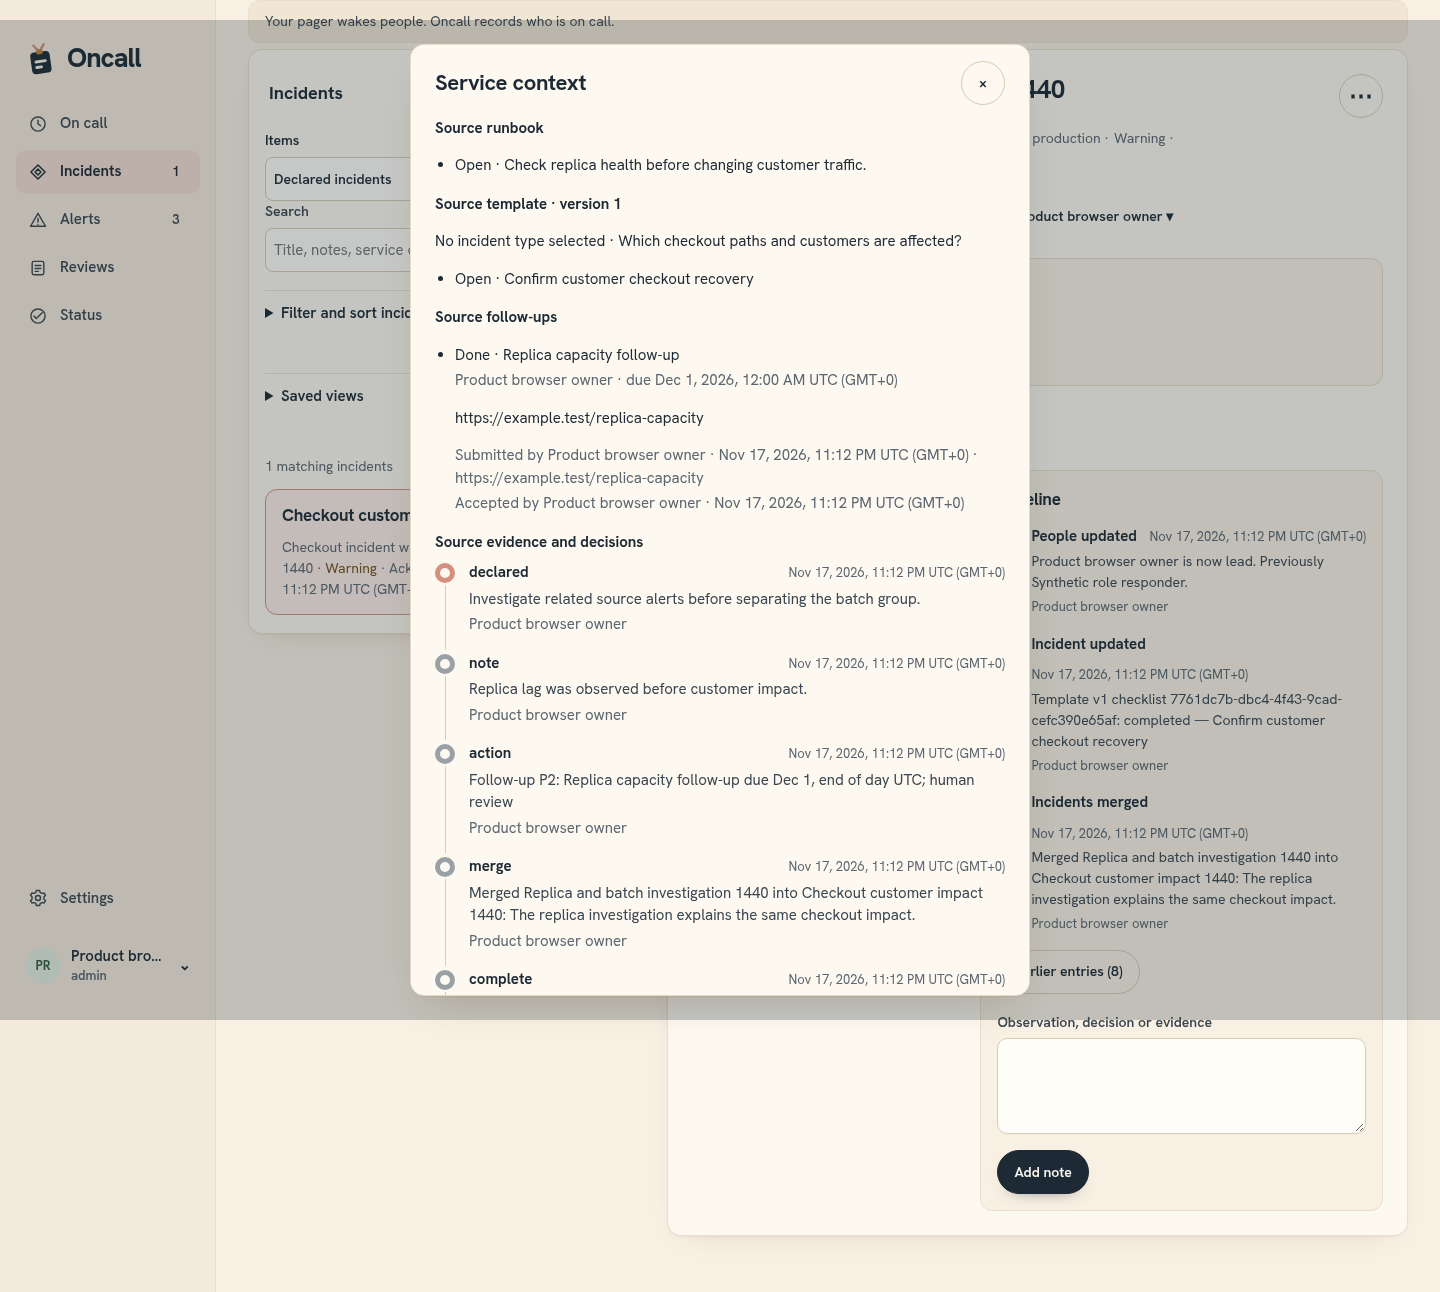 Your pager wakes people. Oncall records who is on call.
Oncall
On call
Incidents 1
Alerts 3
Reviews
Status
Settings
PR
Product bro...
admin
Incidents
Items
Declared incidents
Search
Title, notes, service
Filter and sort
Saved views
1 matching incidents
Checkout
Checkout incident
1440 · Warning ·
11:12 PM UTC
Service context
×
Source runbook
Open · Check replica health before changing customer traffic.
Source template · version 1
No incident type selected · Which checkout paths and customers are affected?
Open · Confirm customer checkout recovery
Source follow-ups
Done · Replica capacity follow-up
Product browser owner · due Dec 1, 2026, 12:00 AM UTC (GMT+0)
https://example.test/replica-capacity
Submitted by Product browser owner · Nov 17, 2026, 11:12 PM UTC (GMT+0) ·
https://example.test/replica-capacity
Accepted by Product browser owner · Nov 17, 2026, 11:12 PM UTC (GMT+0)
Source evidence and decisions
declared Nov 17, 2026, 11:12 PM UTC (GMT+0)
Investigate related source alerts before separating the batch group.
Product browser owner
note Nov 17, 2026, 11:12 PM UTC (GMT+0)
Replica lag was observed before customer impact.
Product browser owner
action Nov 17, 2026, 11:12 PM UTC (GMT+0)
Follow-up P2: Replica capacity follow-up due Dec 1, end of day UTC; human
review
Product browser owner
merge Nov 17, 2026, 11:12 PM UTC (GMT+0)
Merged Replica and batch investigation 1440 into Checkout customer impact
1440: The replica investigation explains the same checkout impact.
Product browser owner
complete Nov 17, 2026, 11:12 PM UTC (GMT+0)
440
production · Warning ·
browser owner ▾
People updated Nov 17, 2026, 11:12 PM UTC (GMT+0)
Product browser owner is now lead. Previously
Synthetic role responder.
Product browser owner
Incident updated
Nov 17, 2026, 11:12 PM UTC (GMT+0)
Template v1 checklist 7761dc7b-dbc4-4f43-9cad-
cefc390e65af: completed — Confirm customer
checkout recovery
Product browser owner
Incidents merged
Nov 17, 2026, 11:12 PM UTC (GMT+0)
Merged Replica and batch investigation 1440 into
Checkout customer impact 1440: The replica
investigation explains the same checkout impact.
Product browser owner
entries (8)
Observation, decision or evidence
Add note